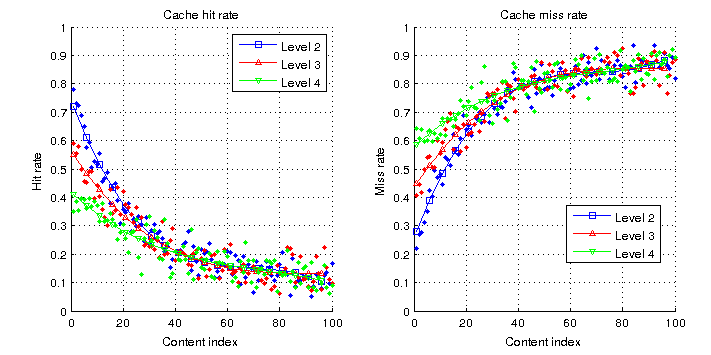 Cache hit rate
1
0.9
0.8
0.7
0.6
0.5
0.4
0.3
0.2
0.1
0
Hit rate
Level 2
Level 3
Level 4
0 20 40 60 80 100
Content index
Cache miss rate
1
0.9
0.8
0.7
0.6
0.5
0.4
0.3
0.2
0.1
0
Miss rate
Level 2
Level 3
Level 4
0 20 40 60 80 100
Content index